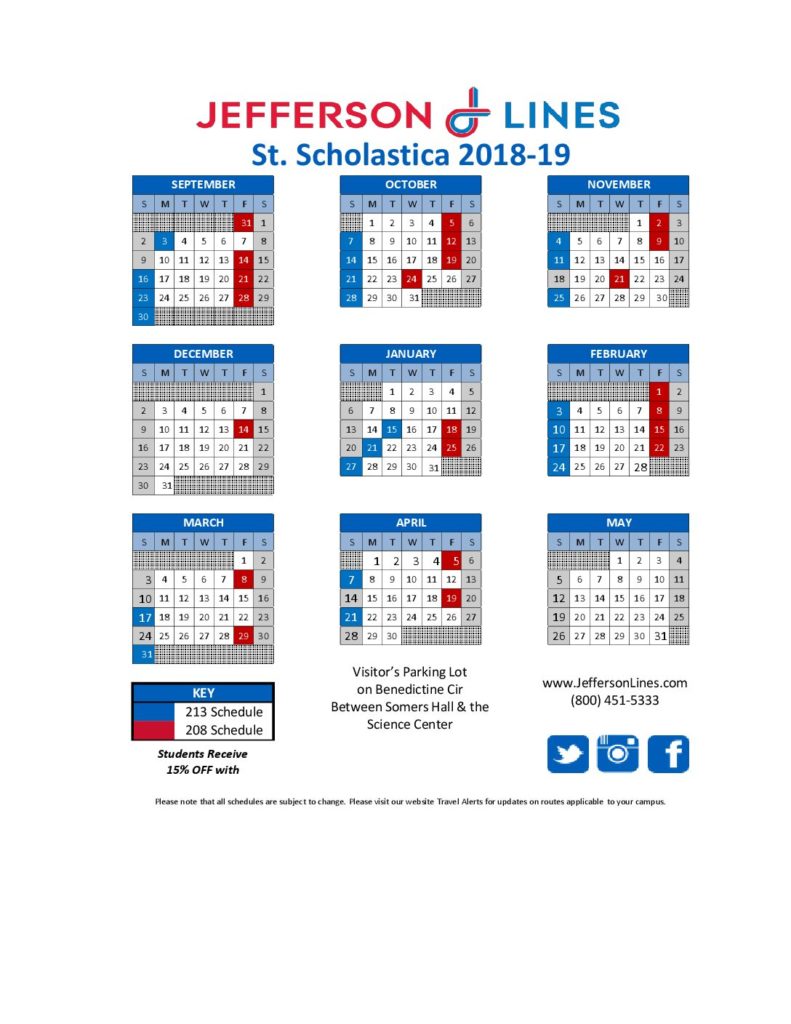 JEFFERSON LINES
St. Scholastica 2018-19
SEPTEMBER
S M T W T F S
31 1
2 3 4 5 6 7 8
9 10 11 12 13 14 15
16 17 18 19 20 21 22
23 24 25 26 27 28 29
30
OCTOBER
S M T W T F S
1 2 3 4 5 6
7 8 9 10 11 12 13
14 15 16 17 18 19 20
21 22 23 24 25 26 27
28 29 30 31
NOVEMBER
S M T W T F S
1 2 3
4 5 6 7 8 9 10
11 12 13 14 15 16 17
18 19 20 21 22 23 24
25 26 27 28 29 30
DECEMBER
S M T W T F S
1
2 3 4 5 6 7 8
9 10 11 12 13 14 15
16 17 18 19 20 21 22
23 24 25 26 27 28 29
30 31
JANUARY
S M T W T F S
1 2 3 4 5
6 7 8 9 10 11 12
13 14 15 16 17 18 19
20 21 22 23 24 25 26
27 28 29 30 31
FEBRUARY
S M T W T F S
1 2
3 4 5 6 7 8 9
10 11 12 13 14 15 16
17 18 19 20 21 22 23
24 25 26 27 28
MARCH
S M T W T F S
1 2
3 4 5 6 7 8 9
10 11 12 13 14 15 16
17 18 19 20 21 22 23
24 25 26 27 28 29 30
31
APRIL
S M T W T F S
1 2 3 4 5 6
7 8 9 10 11 12 13
14 15 16 17 18 19 20
21 22 23 24 25 26 27
28 29 30
MAY
S M T W T F S
1 2 3 4
5 6 7 8 9 10 11
12 13 14 15 16 17 18
19 20 21 22 23 24 25
26 27 28 29 30 31
KEY
213 Schedule
208 Schedule
Students Receive
15% OFF with
Visitor's Parking Lot
on Benedictine Cir
Between Somers Hall & the
Science Center
www.JeffersonLines.com
(800) 451-5333
Please note that all schedules are subject to change. Please visit our website Travel Alerts for updates on routes applicable to your campus.